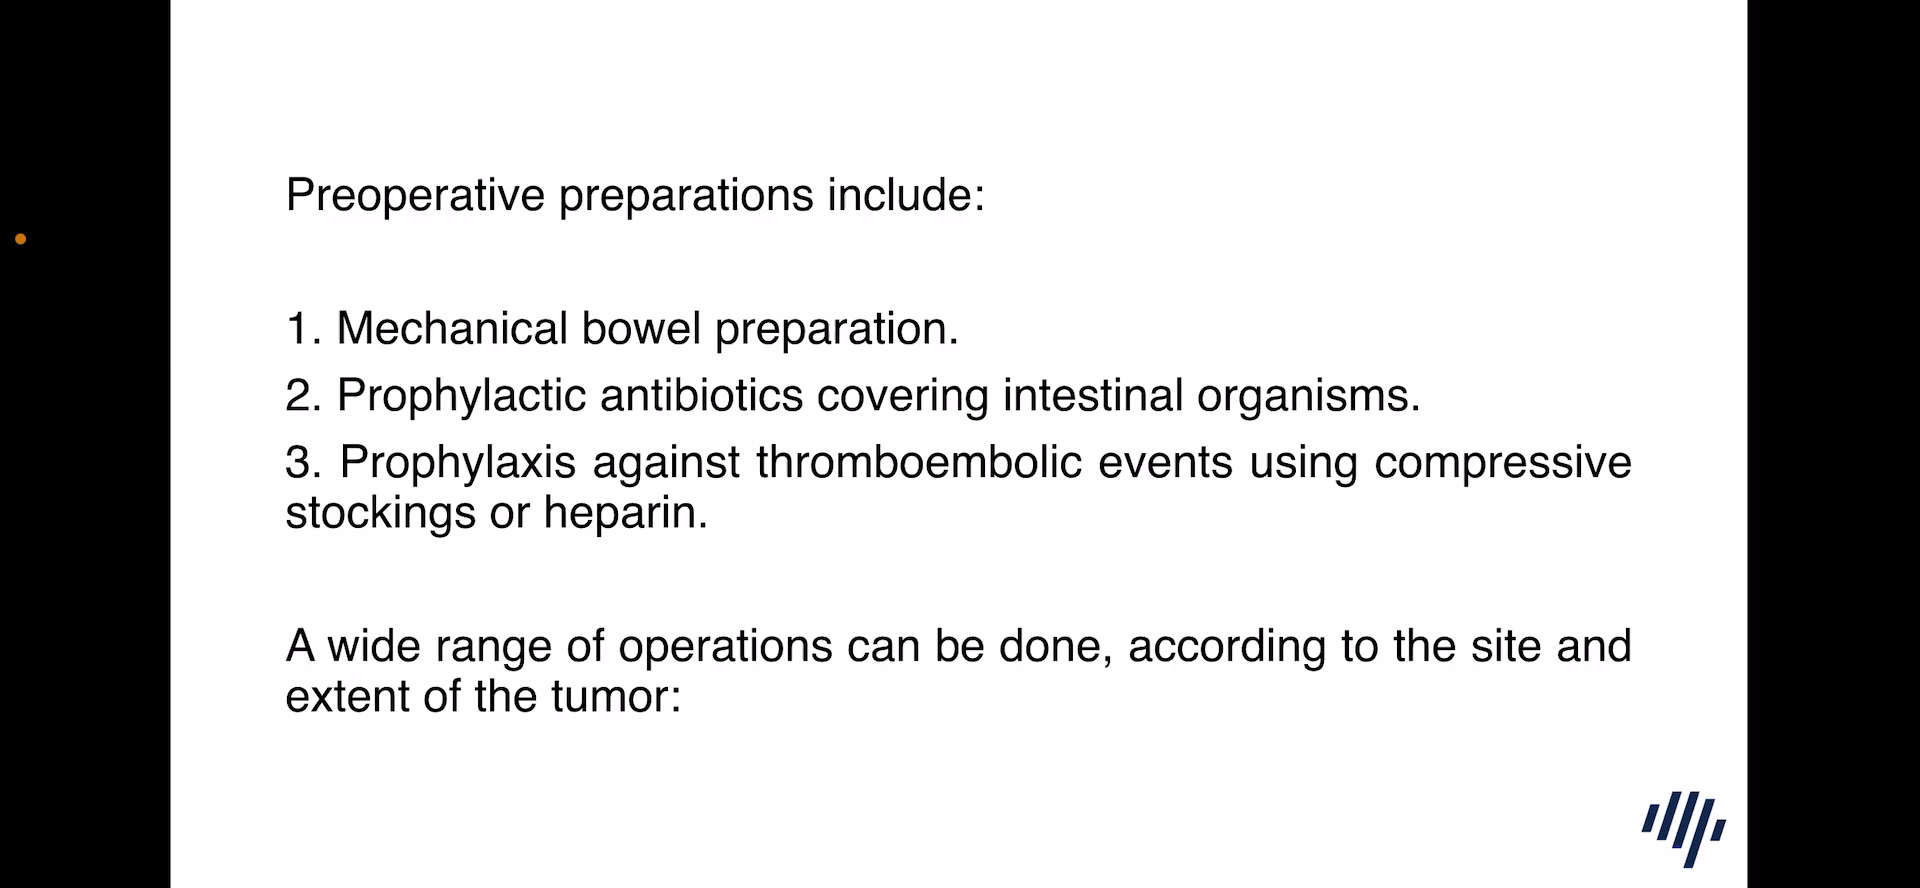 Preoperative preparations include:
1. Mechanical bowel preparation.
2. Prophylactic antibiotics covering intestinal organisms.
3. Prophylaxis against thromboembolic events using compressive
stockings or heparin.
A wide range of operations can be done, according to the site and
extent of the tumor: